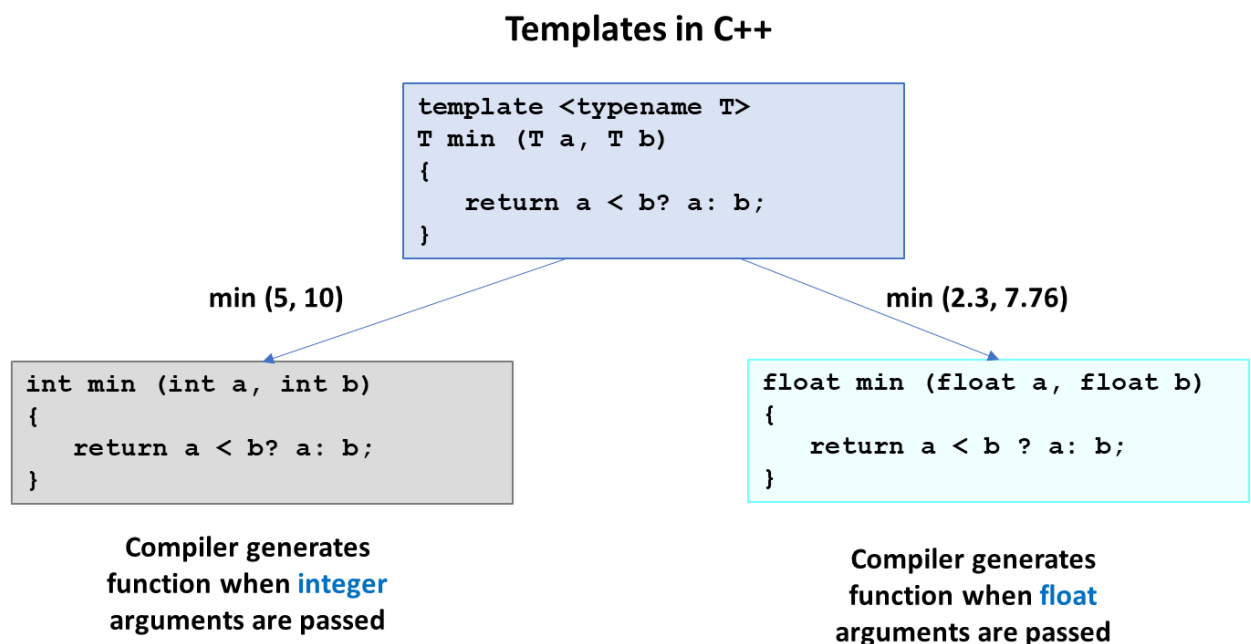 Templates in C++
template <typename T>
T min (T a, T b)
{
   return a < b? a: b;
}
min (5, 10)
min (2.3, 7.76)
int min (int a, int b)
{
   return a < b? a: b;
}
float min (float a, float b)
{
   return a < b ? a: b;
}
Compiler generates
function when integer
arguments are passed
Compiler generates
function when float
arguments are passed